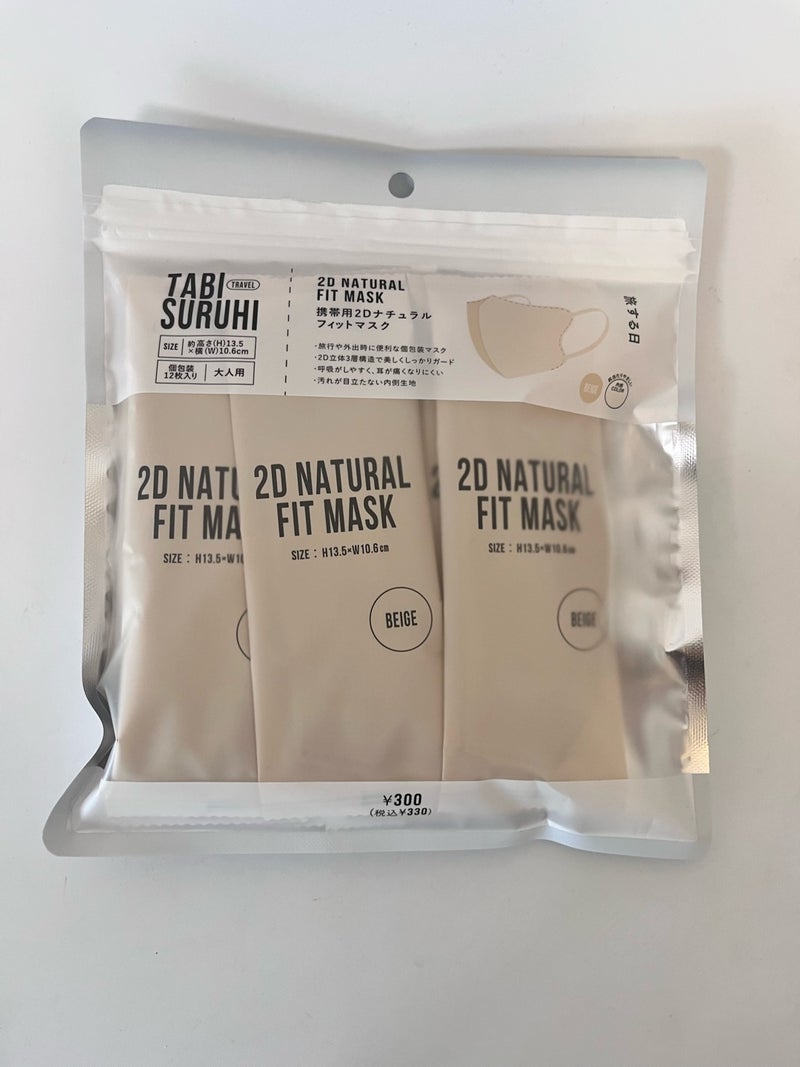 TABI
TRAVEL
SURUHI
SIZE 約高さ(H)13.5
×横(W)10.6cm
個包装
12枚入り
大人用
2D NATURAL
FIT MASK
携帯用2Dナチュラル
フィットマスク
・旅行や外出時に便利な個包装マスク
・2D立体3層構造で美しくしっかりガード
・呼吸がしやすく、耳が痛くなりにくい
・汚れが目立たない内側生地
旅する日
BEIGE
COLOR
2D NATU
FIT MA
SIZE : H13.5×W10
2D NATURAL
FIT MASK
SIZE : H13.5×W10.6cm
BEIGE
2D NATURAL
FIT MASK
SIZE : H13.5×W10.6cm
BEIGE
¥300
(税込¥330)